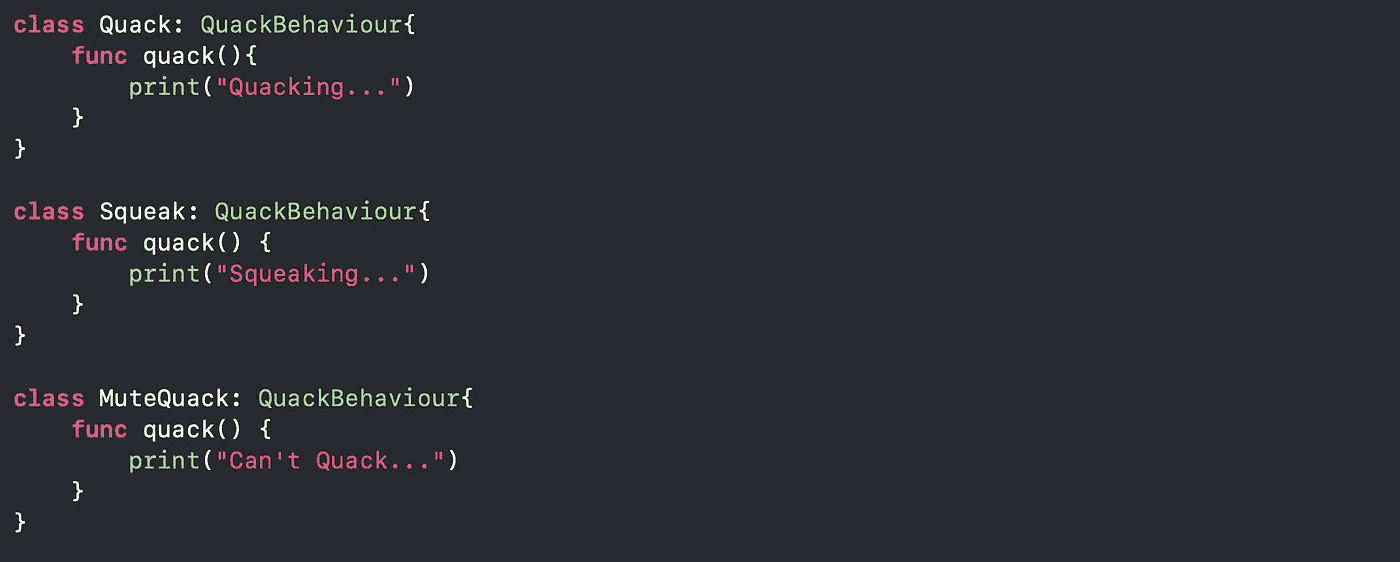 class Quack: QuackBehaviour{
    func quack(){
        print("Quacking...")
    }
}

class Squeak: QuackBehaviour{
    func quack() {
        print("Squeaking...")
    }
}

class MuteQuack: QuackBehaviour{
    func quack() {
        print("Can't Quack...")
    }
}